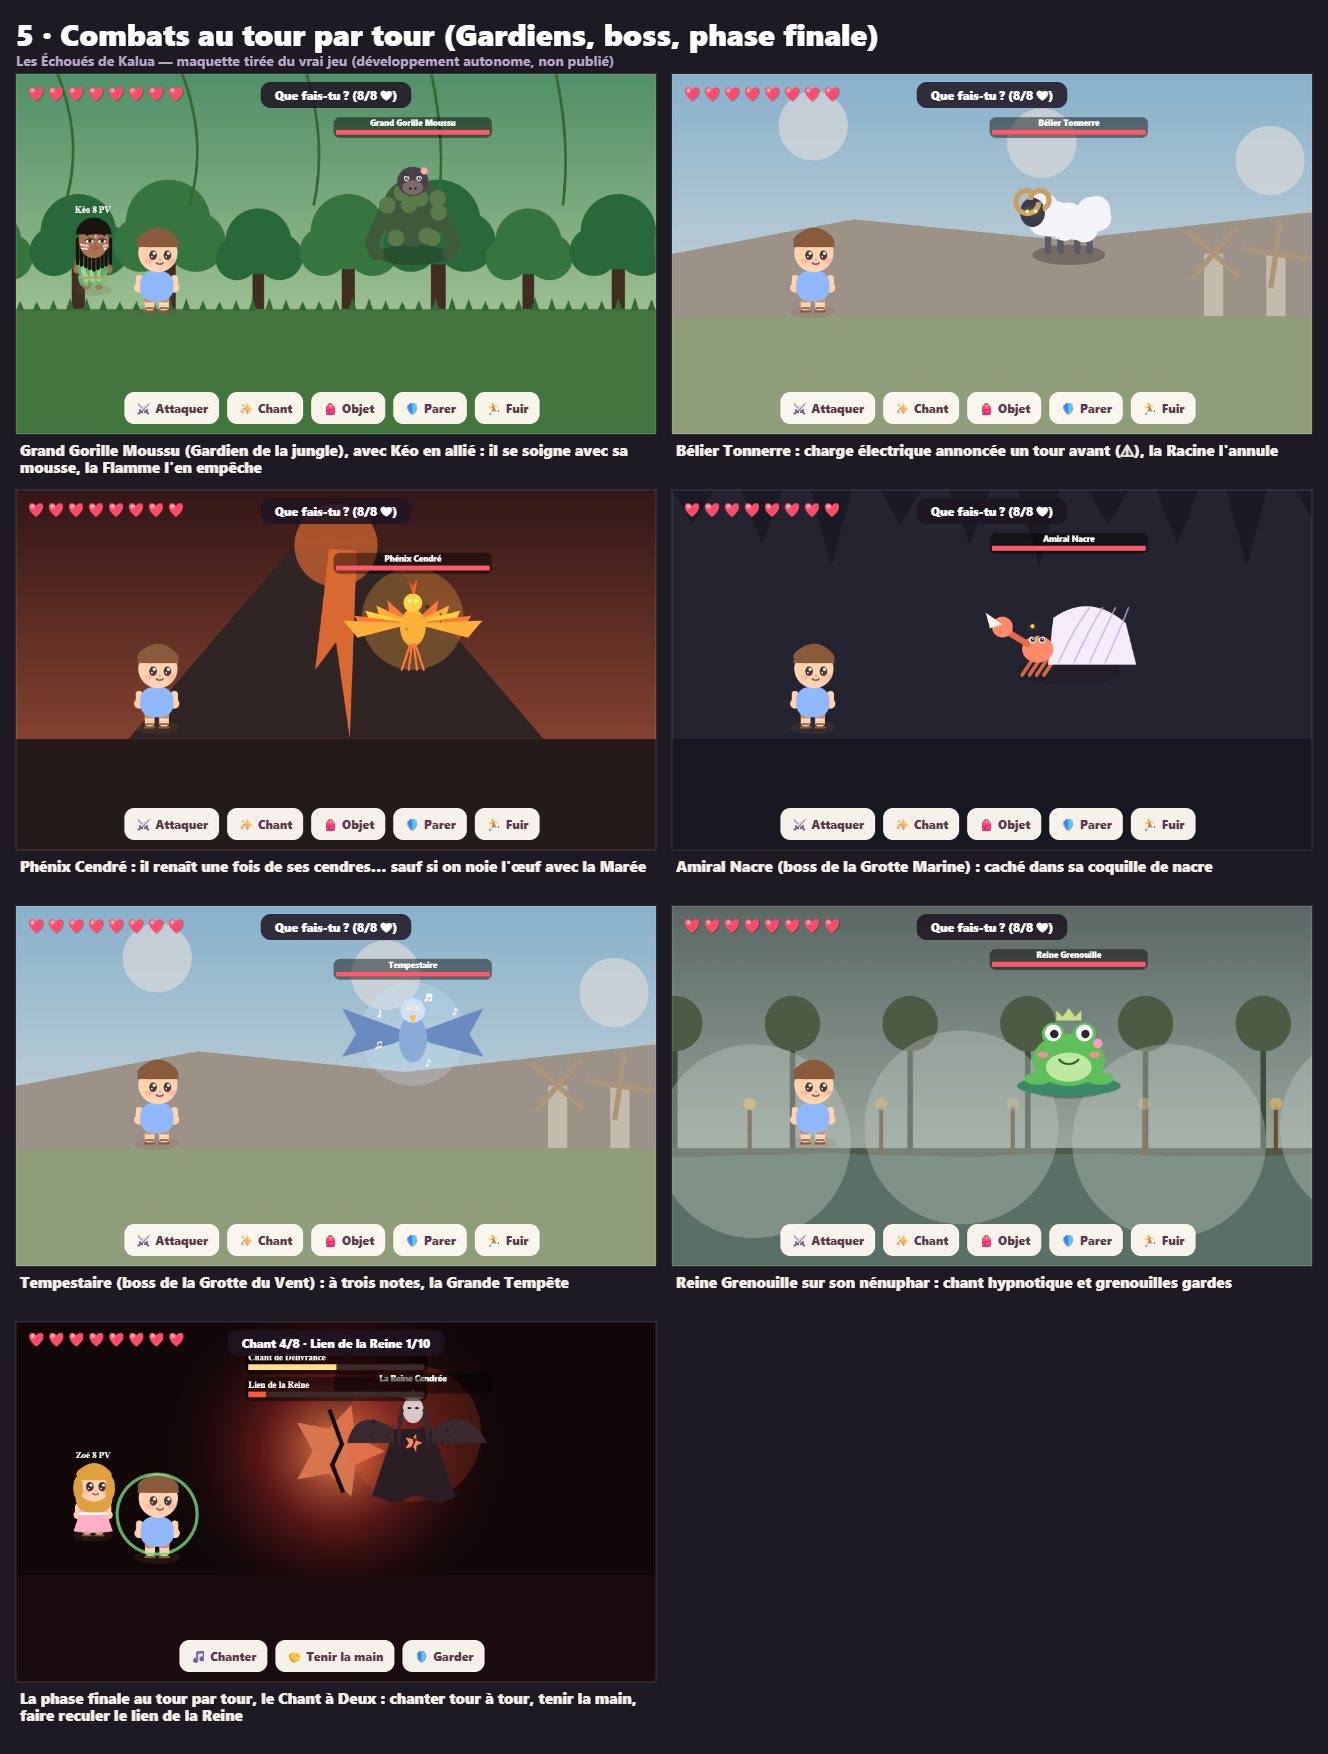 5 · Combats au tour par tour (Gardiens, boss, phase finale)
Les Échoués de Kalua — maquette tirée du vrai jeu (développement autonome, non publié)
Que fais-tu ? (8/8 ♥)
Grand Gorille Moussu
Kéo 8 PV
Attaquer
Chant
Objet
Parer
Fuir
Grand Gorille Moussu (Gardien de la jungle), avec Kéo en allié : il se soigne avec sa
mousse, la Flamme l'en empêche
Que fais-tu ? (8/8 ♥)
Bélier Tonnerre
Attaquer
Chant
Objet
Parer
Fuir
Bélier Tonnerre : charge électrique annoncée un tour avant (⚠), la Racine l'annule
Que fais-tu ? (8/8 ♥)
Phénix Cendré
Attaquer
Chant
Objet
Parer
Fuir
Phénix Cendré : il renaît une fois de ses cendres… sauf si on noie l'œuf avec la Marée
Que fais-tu ? (8/8 ♥)
Amiral Nacre
Attaquer
Chant
Objet
Parer
Fuir
Amiral Nacre (boss de la Grotte Marine) : caché dans sa coquille de nacre
Que fais-tu ? (8/8 ♥)
Tempestaire
Attaquer
Chant
Objet
Parer
Fuir
Tempestaire (boss de la Grotte du Vent) : à trois notes, la Grande Tempête
Que fais-tu ? (8/8 ♥)
Reine Grenouille
Attaquer
Chant
Objet
Parer
Fuir
Reine Grenouille sur son nénuphar : chant hypnotique et grenouilles gardes
Chant 4/8 · Lien de la Reine 1/10
Chant de Délivrance
Lien de la Reine
La Reine Cendrée
Zoé 8 PV
Chanter
Tenir la main
Garder
La phase finale au tour par tour, le Chant à Deux : chanter tour à tour, tenir la main,
faire reculer le lien de la Reine